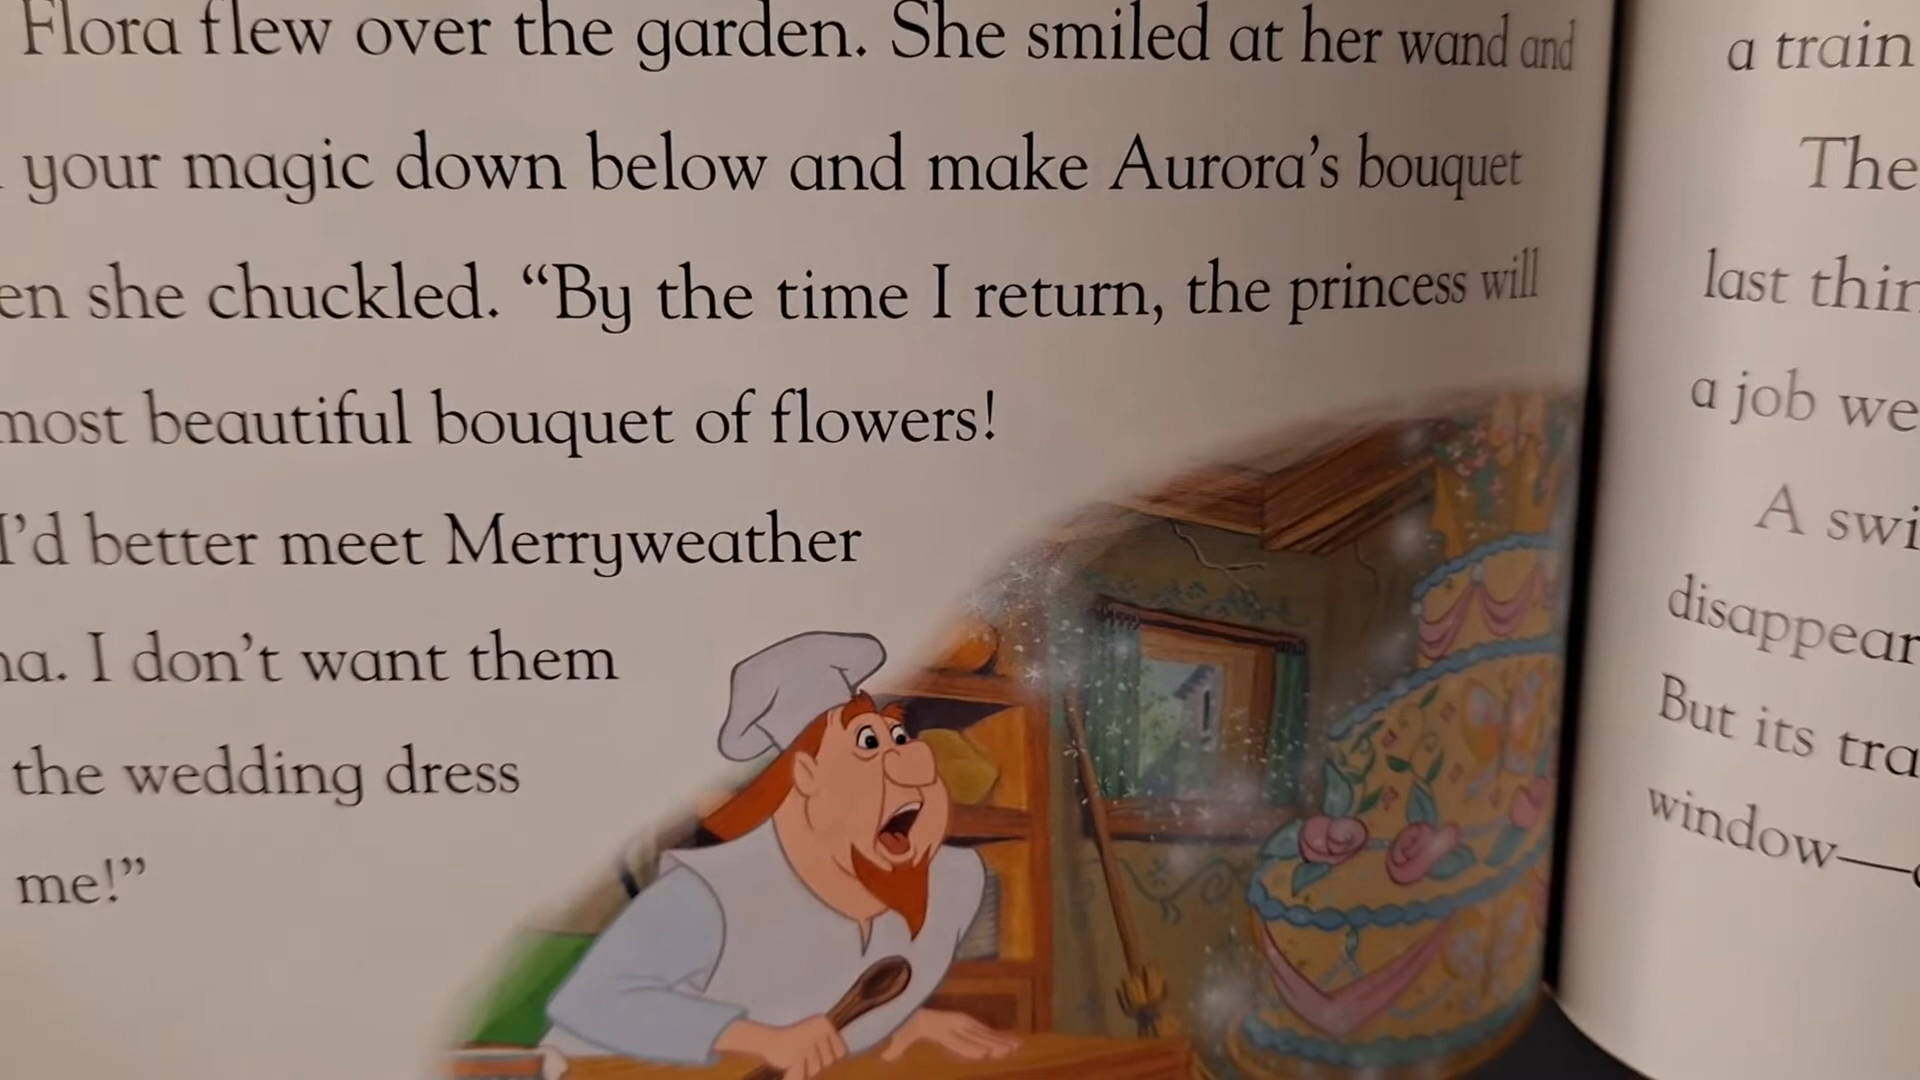 Flora flew over the garden. She smiled at her wand and
your magic down below and make Aurora's bouquet
en she chuckled. “By the time I return, the princess will
most beautiful bouquet of flowers!
I'd better meet Merryweather
na. I don't want them
the wedding dress
me!”
a train
The
last thin
a job we
A swi
disappear
But its tra
window—